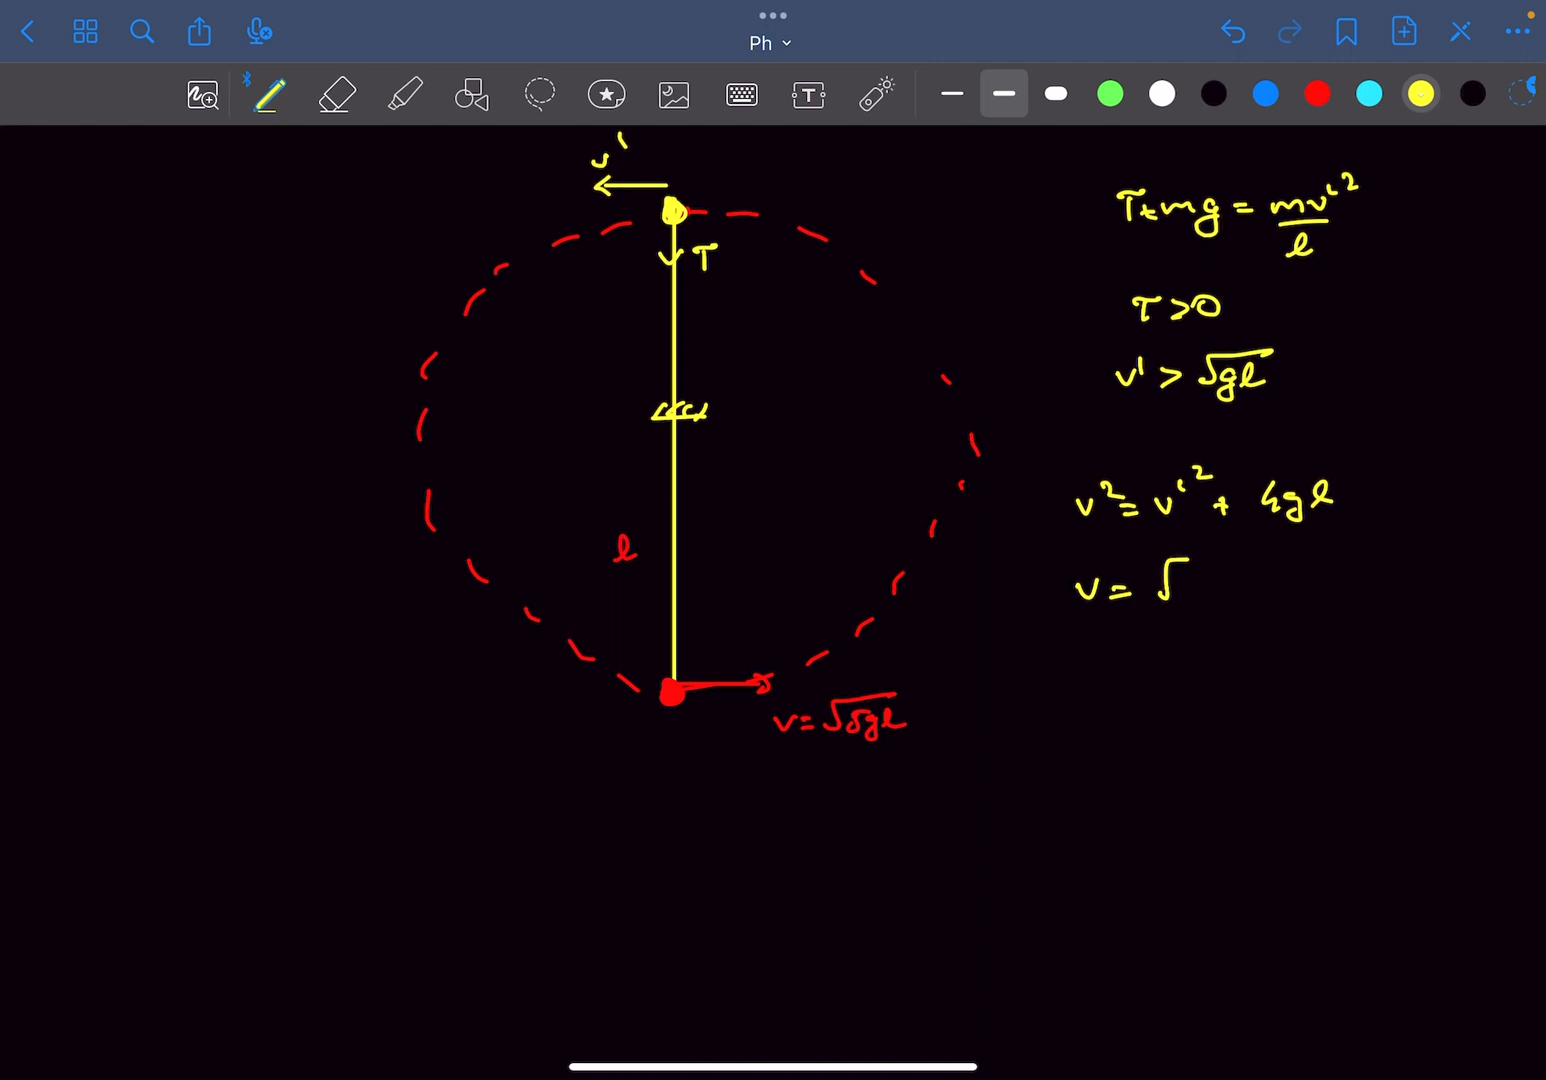 Ph
T
v'
T + mg = mv'²/l
T
T > 0
v' > √gl
v² = v'² + 4gl
l
v = √
v = √5gl